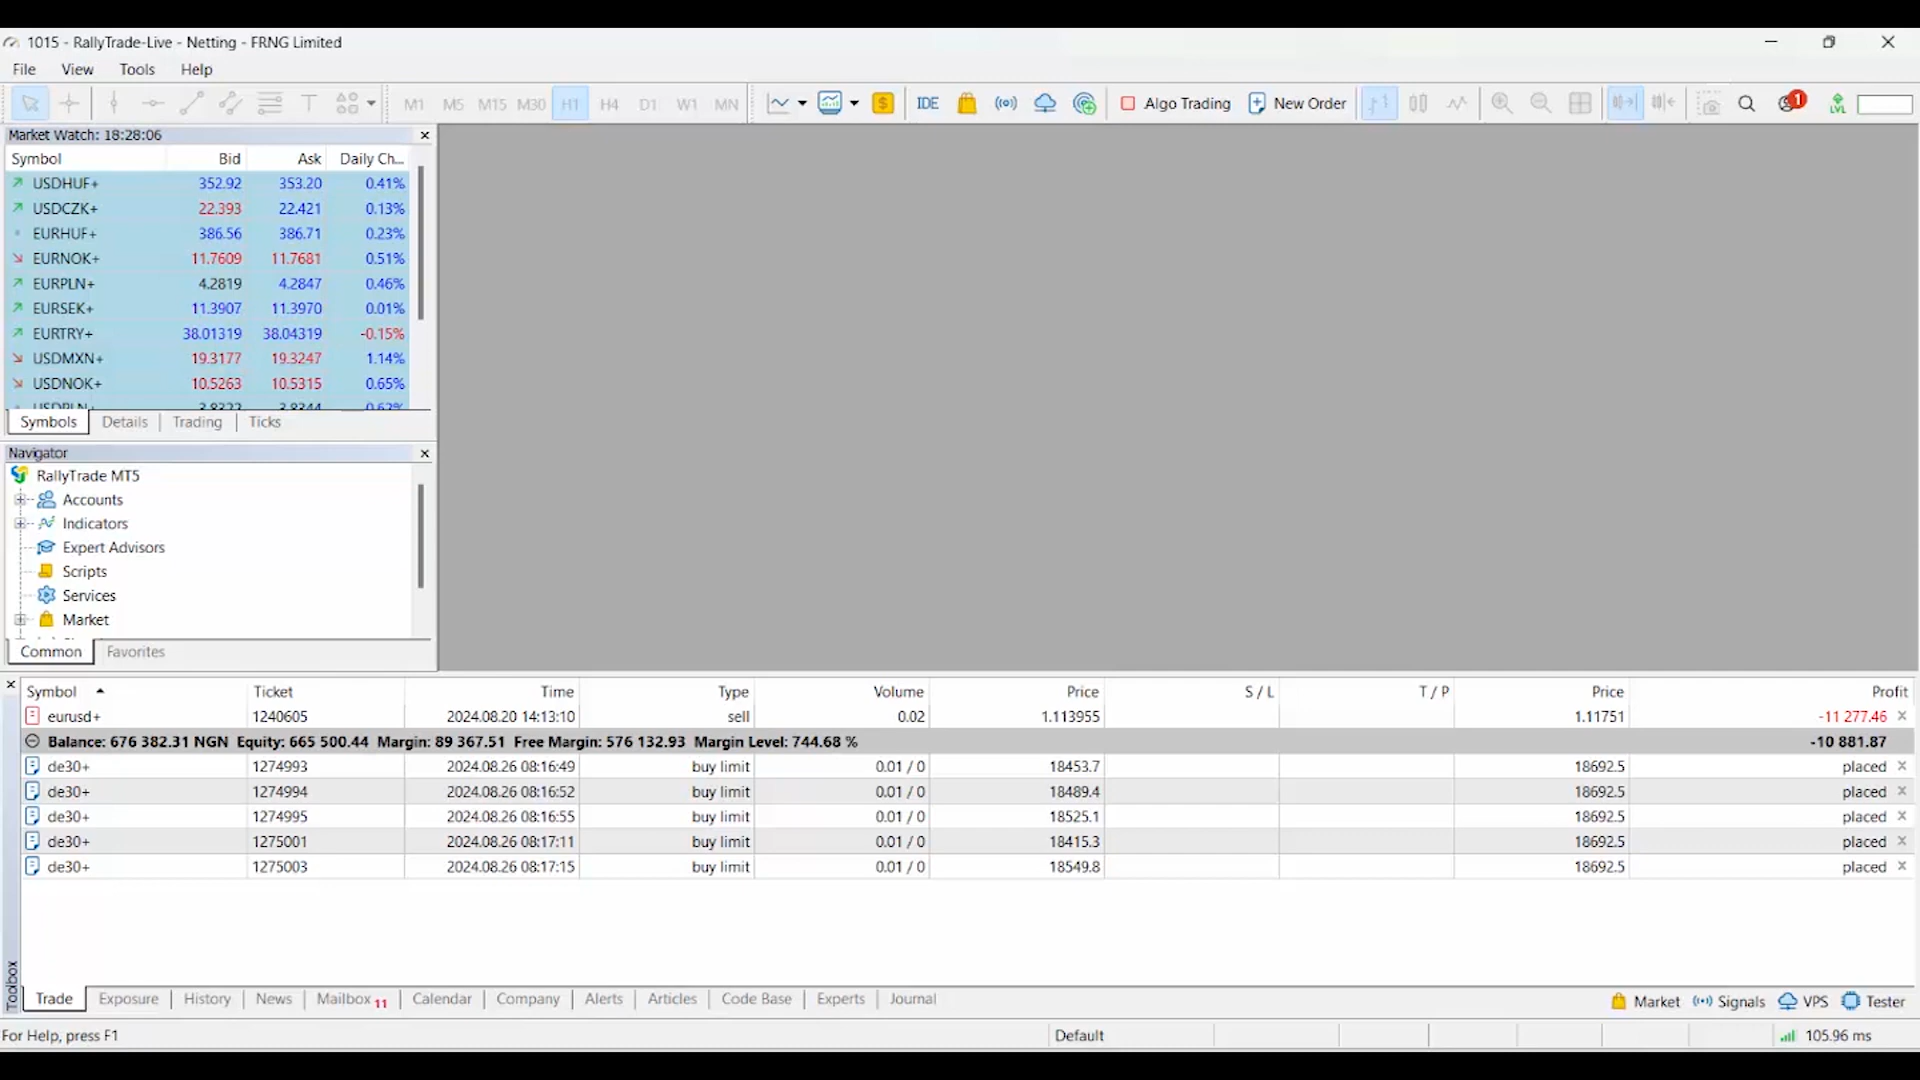 1015 - RallyTrade-Live - Netting - FRNG Limited
File View Tools Help
M1 M5 M15 M30 H1 H4 D1 W1 MN IDE Algo Trading New Order 1 LVL
Market Watch: 18:28:06
Symbol Bid Ask Daily Ch...
USDHUF+ 352.92 353.20 0.41%
USDCZK+ 22.393 22.421 0.13%
EURHUF+ 386.56 386.71 0.23%
EURNOK+ 11.7609 11.7681 0.51%
EURPLN+ 4.2819 4.2847 0.46%
EURSEK+ 11.3907 11.3970 0.01%
EURTRY+ 38.01319 38.04319 -0.15%
USDMXN+ 19.3177 19.3247 1.14%
USDNOK+ 10.5263 10.5315 0.65%
USDPLN+ 3.8322 3.8344 0.62%
Symbols Details Trading Ticks
Navigator
RallyTrade MT5
Accounts
Indicators
Expert Advisors
Scripts
Services
Market
Common Favorites
Symbol Ticket Time Type Volume Price S / L T / P Price Profit
eurusd+ 1240605 2024.08.20 14:13:10 sell 0.02 1.113955 1.11751 -11 277.46
Balance: 676 382.31 NGN Equity: 665 500.44 Margin: 89 367.51 Free Margin: 576 132.93 Margin Level: 744.68 % -10 881.87
de30+ 1274993 2024.08.26 08:16:49 buy limit 0.01 / 0 18453.7 18692.5 placed
de30+ 1274994 2024.08.26 08:16:52 buy limit 0.01 / 0 18489.4 18692.5 placed
de30+ 1274995 2024.08.26 08:16:55 buy limit 0.01 / 0 18525.1 18692.5 placed
de30+ 1275001 2024.08.26 08:17:11 buy limit 0.01 / 0 18415.3 18692.5 placed
de30+ 1275003 2024.08.26 08:17:15 buy limit 0.01 / 0 18549.8 18692.5 placed
Toolbox
Trade Exposure History News Mailbox 11 Calendar Company Alerts Articles Code Base Experts Journal Market Signals VPS Tester
For Help, press F1 Default 105.96 ms